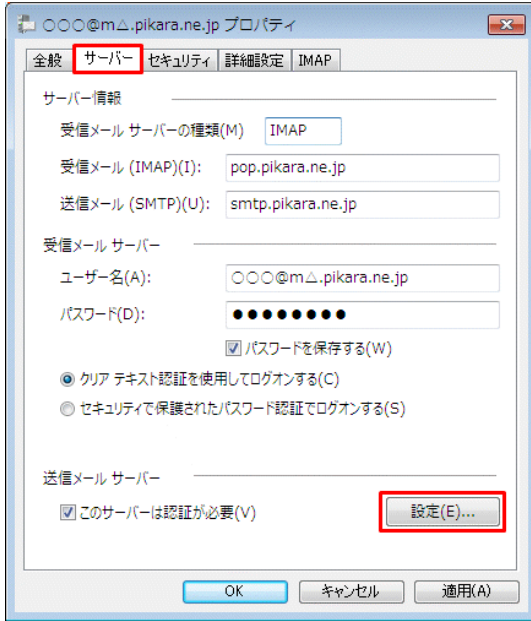 ○○○@m△.pikara.ne.jp プロパティ
全般 サーバー セキュリティ 詳細設定 IMAP
サーバー情報
受信メール サーバーの種類(M) IMAP
受信メール (IMAP)(I): pop.pikara.ne.jp
送信メール (SMTP)(U): smtp.pikara.ne.jp
受信メール サーバー
ユーザー名(A): ○○○@m△.pikara.ne.jp
パスワード(D): ●●●●●●●●
パスワードを保存する(W)
クリア テキスト認証を使用してログオンする(C)
セキュリティで保護されたパスワード認証でログオンする(S)
送信メール サーバー
このサーバーは認証が必要(V) 設定(E)...
OK キャンセル 適用(A)